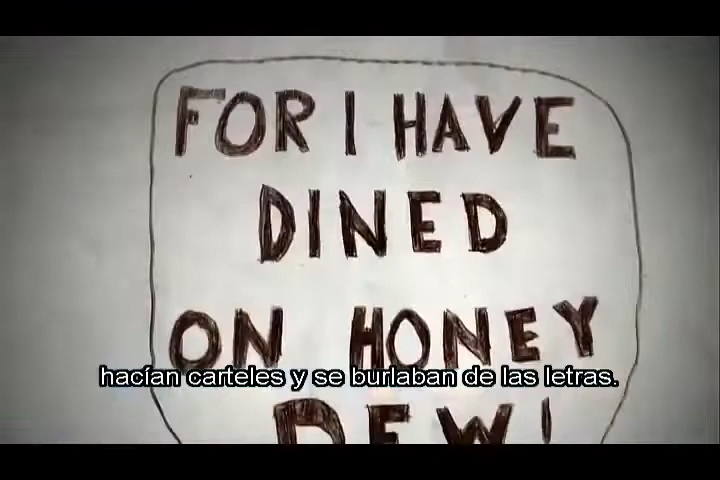 FOR I HAVE
DINED
ON HONEY
hacían carteles y se burlaban de las letras.
DEW!